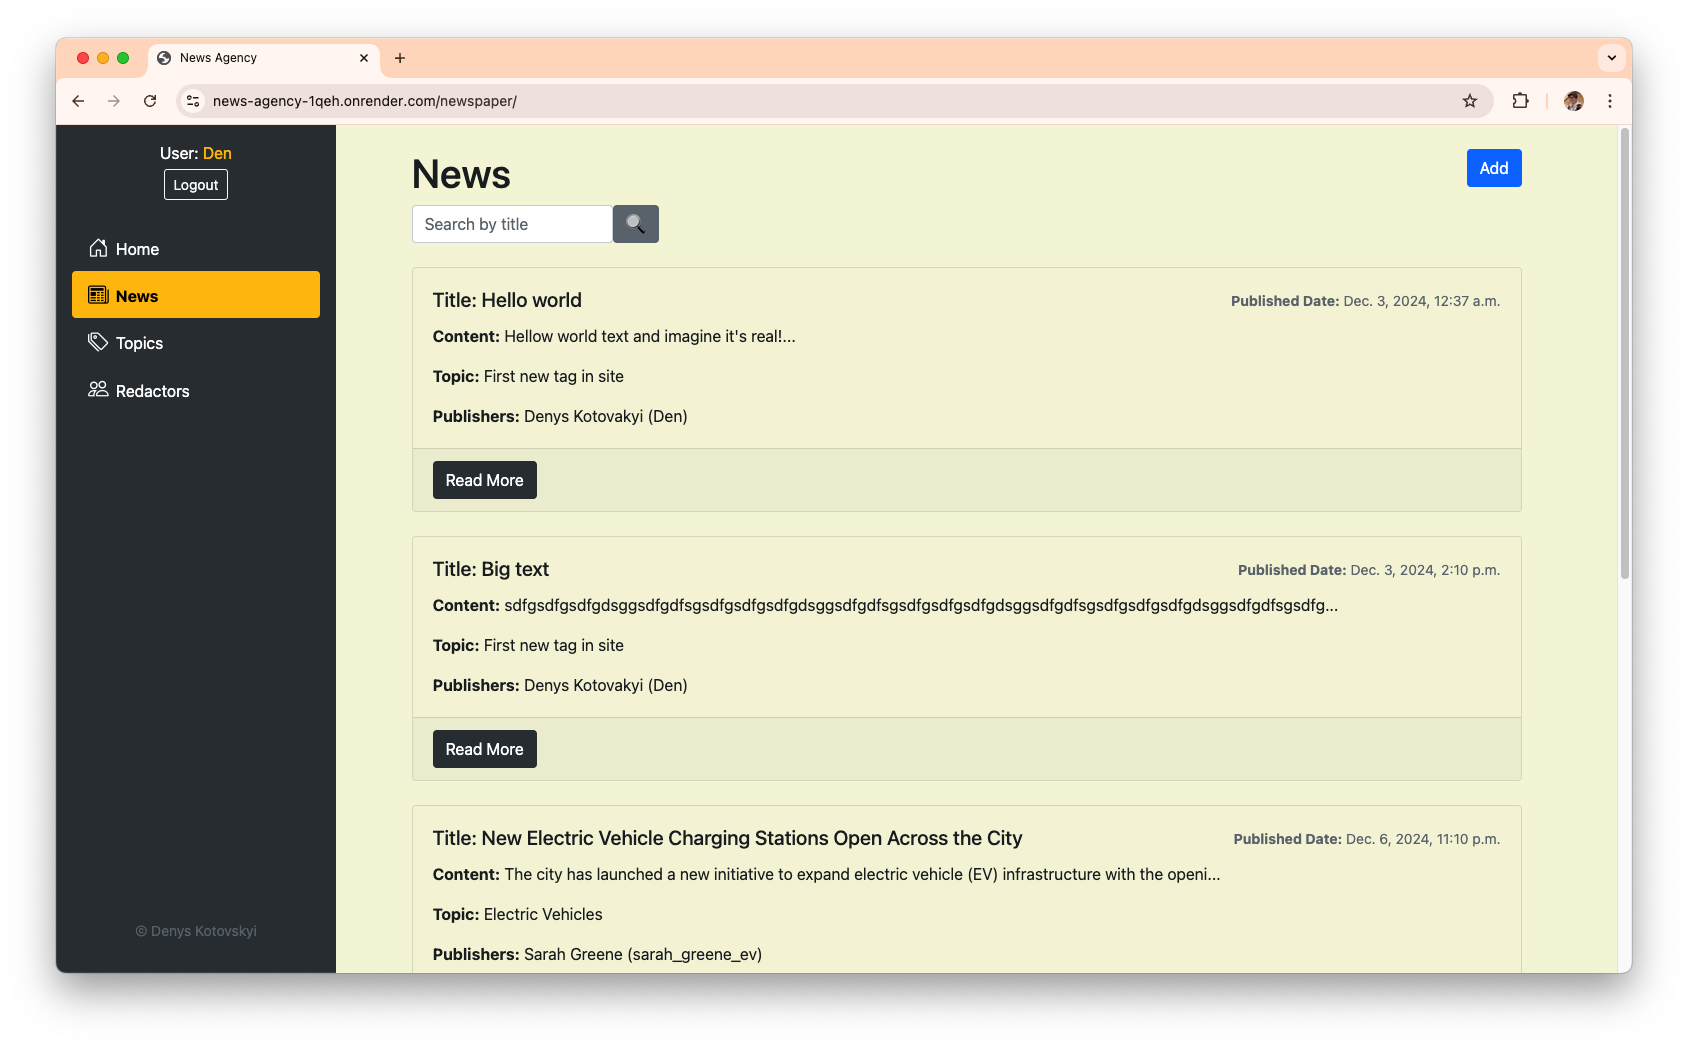 News Agency
news-agency-1qeh.onrender.com/newspaper/
User: Den
Logout
Home
News
Topics
Redactors
© Denys Kotovskyi
News
Add
Search by title
Title: Hello world
Published Date: Dec. 3, 2024, 12:37 a.m.
Content: Hellow world text and imagine it's real!...
Topic: First new tag in site
Publishers: Denys Kotovakyi (Den)
Read More
Title: Big text
Published Date: Dec. 3, 2024, 2:10 p.m.
Content: sdfgsdfgsdfgdsggsdfgdfsgsdfgsdfgsdfgdsggsdfgdfsgsdfgsdfgsdfgdsggsdfgdfsgsdfgsdfgsdfgdsggsdfgdfsgsdfg...
Topic: First new tag in site
Publishers: Denys Kotovakyi (Den)
Read More
Title: New Electric Vehicle Charging Stations Open Across the City
Published Date: Dec. 6, 2024, 11:10 p.m.
Content: The city has launched a new initiative to expand electric vehicle (EV) infrastructure with the openi...
Topic: Electric Vehicles
Publishers: Sarah Greene (sarah_greene_ev)